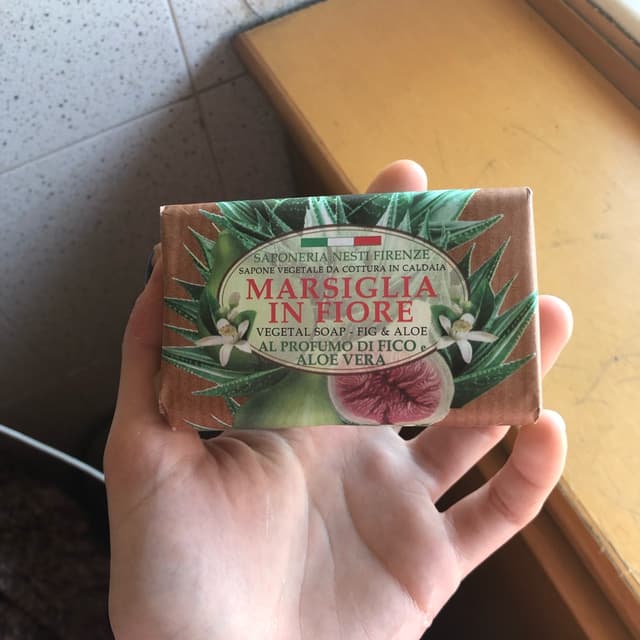 SAPONERIA NESTI FIRENZE
SAPONE VEGETALE DA COTTURA IN CALDAIA
MARSIGLIA
IN FIORE
VEGETAL SOAP - FIG & ALOE
AL PROFUMO DI FICO e
ALOE VERA